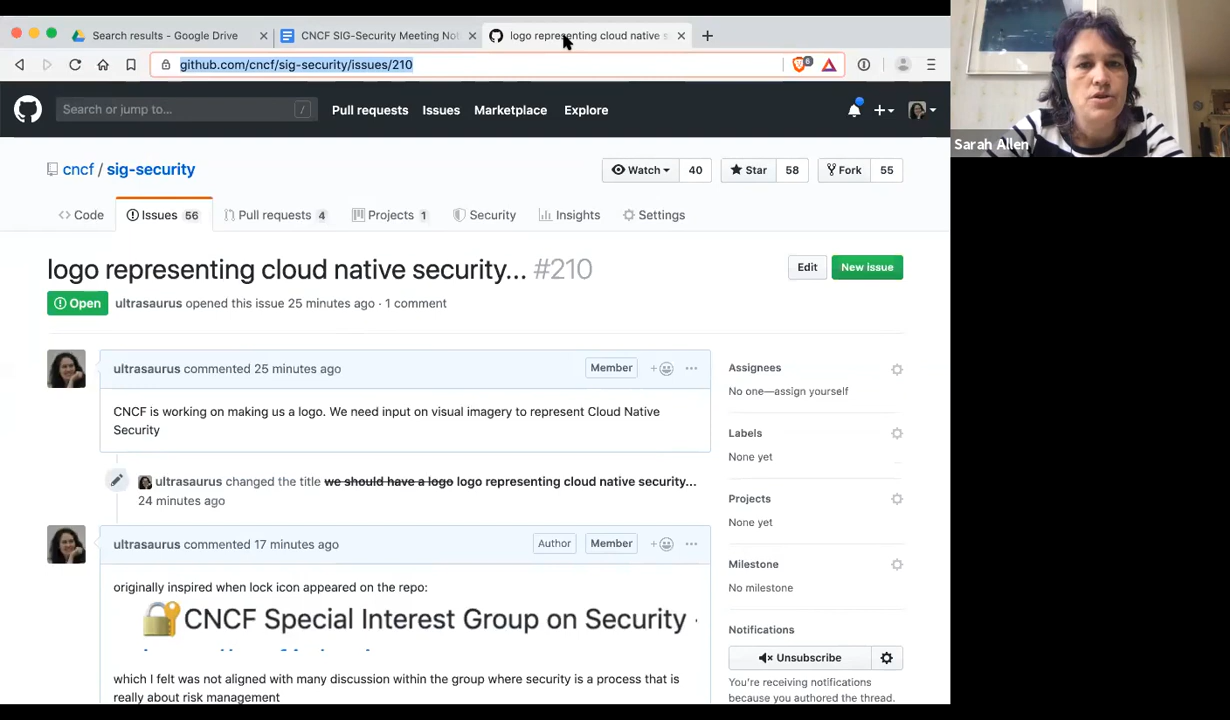 Search results - Google Drive
CNCF SIG-Security Meeting Not
logo representing cloud native s
github.com/cncf/sig-security/issues/210
6
Search or jump to...
/
Pull requests
Issues
Marketplace
Explore
Sarah Allen
cncf / sig-security
Watch
40
Star
58
Fork
55
Code
Issues 56
Pull requests 4
Projects 1
Security
Insights
Settings
logo representing cloud native security... #210
Edit
New issue
Open
ultrasaurus opened this issue 25 minutes ago · 1 comment
ultrasaurus commented 25 minutes ago
Member
CNCF is working on making us a logo. We need input on visual imagery to represent Cloud Native
Security
ultrasaurus changed the title we should have a logo logo representing cloud native security...
24 minutes ago
ultrasaurus commented 17 minutes ago
Author
Member
originally inspired when lock icon appeared on the repo:
CNCF Special Interest Group on Security
which I felt was not aligned with many discussion within the group where security is a process that is
really about risk management
Assignees
No one—assign yourself
Labels
None yet
Projects
None yet
Milestone
No milestone
Notifications
Unsubscribe
You're receiving notifications
because you authored the thread.